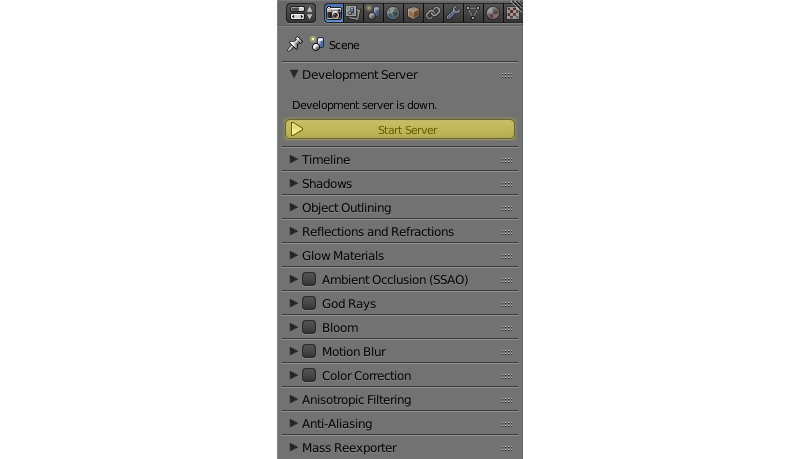 Scene
Development Server
Development server is down.
Start Server
Timeline
Shadows
Object Outlining
Reflections and Refractions
Glow Materials
Ambient Occlusion (SSAO)
God Rays
Bloom
Motion Blur
Color Correction
Anisotropic Filtering
Anti-Aliasing
Mass Reexporter